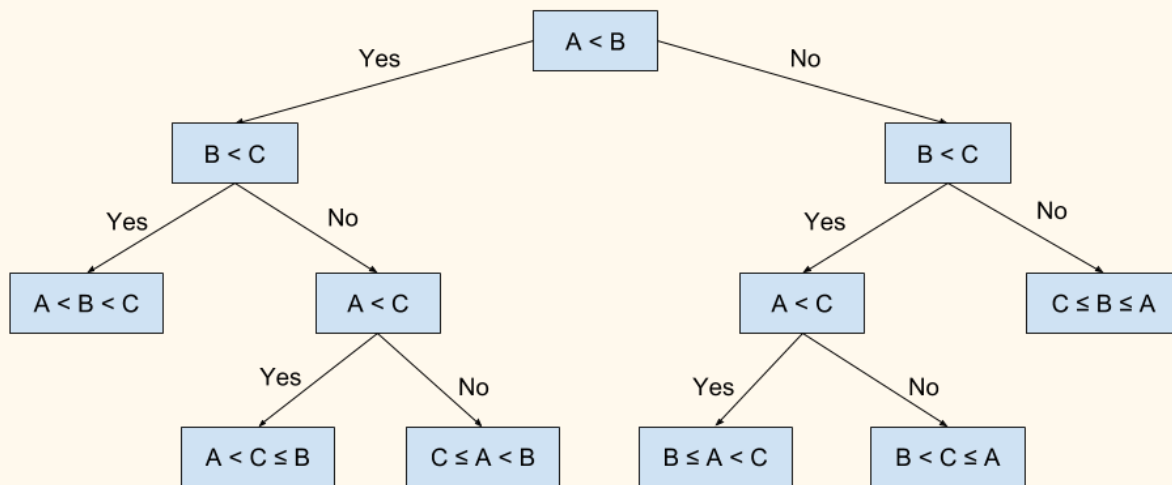 A < B
Yes
No
B < C
B < C
Yes
No
Yes
No
A < B < C
A < C
A < C
C ≤ B ≤ A
Yes
No
Yes
No
A < C ≤ B
C ≤ A < B
B ≤ A < C
B < C ≤ A